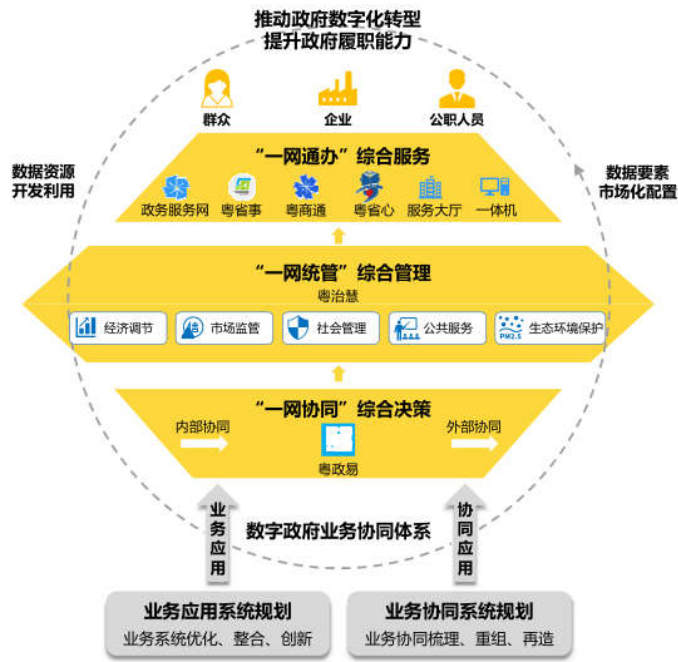 推动政府数字化转型
提升政府履职能力
群众
企业
公职人员
数据资源
开发利用
数据要素
市场化配置
“一网通办”综合服务
政务服务网
粤省事
粤商通
粤省心
服务大厅
一体机
“一网统管”综合管理
粤治慧
经济调节
市场监管
社会管理
公共服务
PM2.5
生态环境保护
“一网协同”综合决策
内部协同
外部协同
粤政易
业务应用
数字政府业务协同体系
协同应用
业务应用系统规划
业务系统优化、整合、创新
业务协同系统规划
业务协同梳理、重组、再造